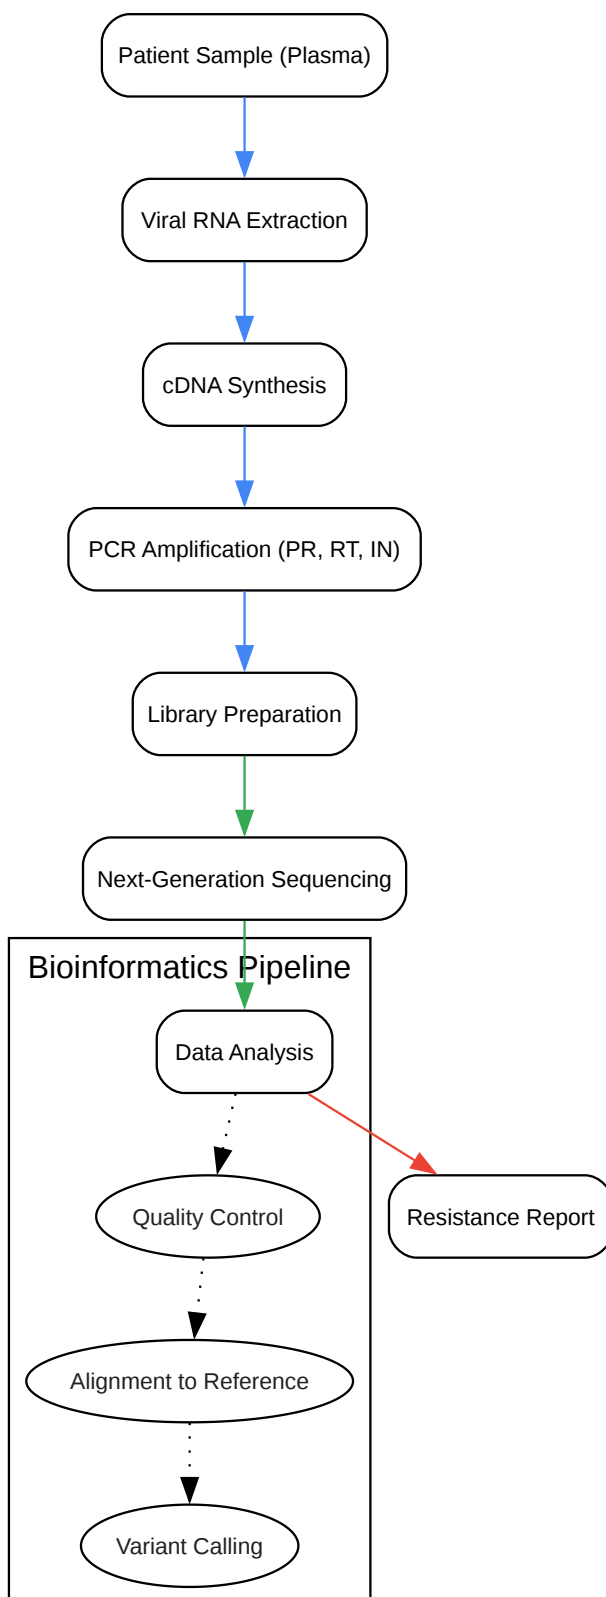 Patient Sample (Plasma)
Viral RNA Extraction
cDNA Synthesis
PCR Amplification (PR, RT, IN)
Library Preparation
Next-Generation Sequencing
Bioinformatics Pipeline
Data Analysis
Quality Control
Resistance Report
Alignment to Reference
Variant Calling